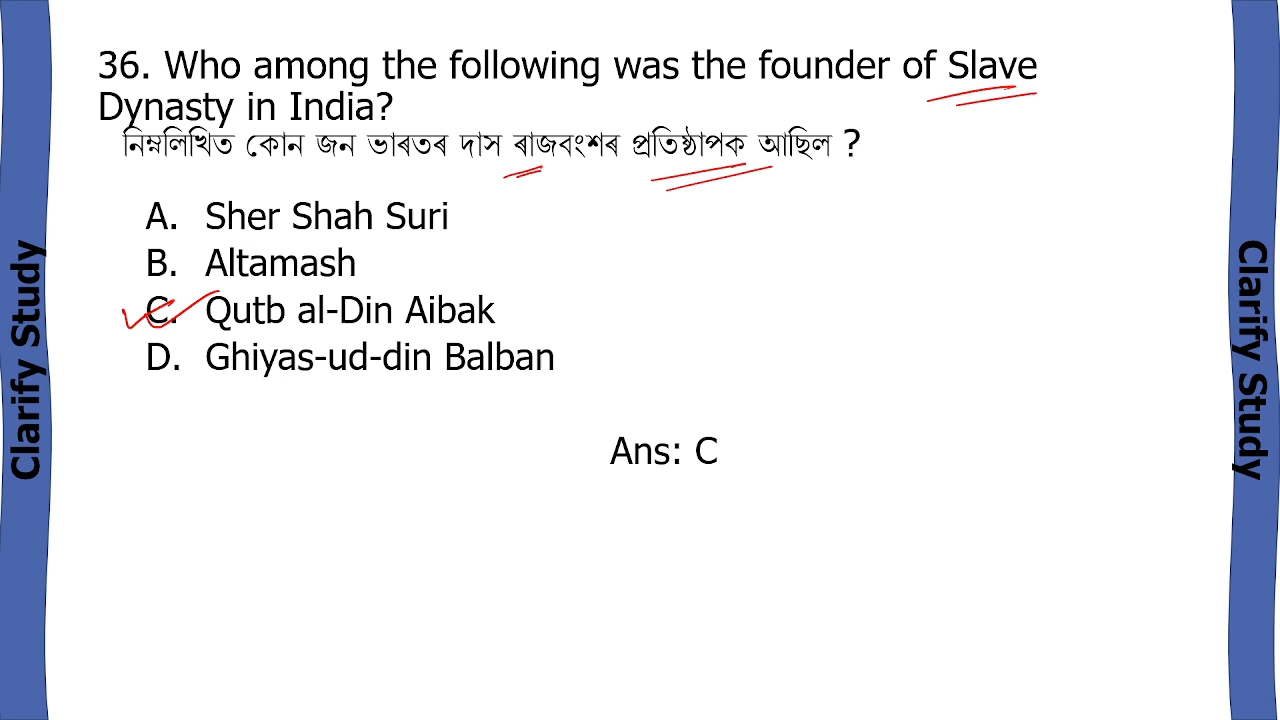 36. Who among the following was the founder of Slave
Dynasty in India?
নিম্নলিখিত কোন জন ভাৰতৰ দাস ৰাজবংশৰ প্ৰতিষ্ঠাপক আছিল ?
A. Sher Shah Suri
B. Altamash
C. Qutb al-Din Aibak
D. Ghiyas-ud-din Balban
Ans: C
Clarify Study
Clarify Study